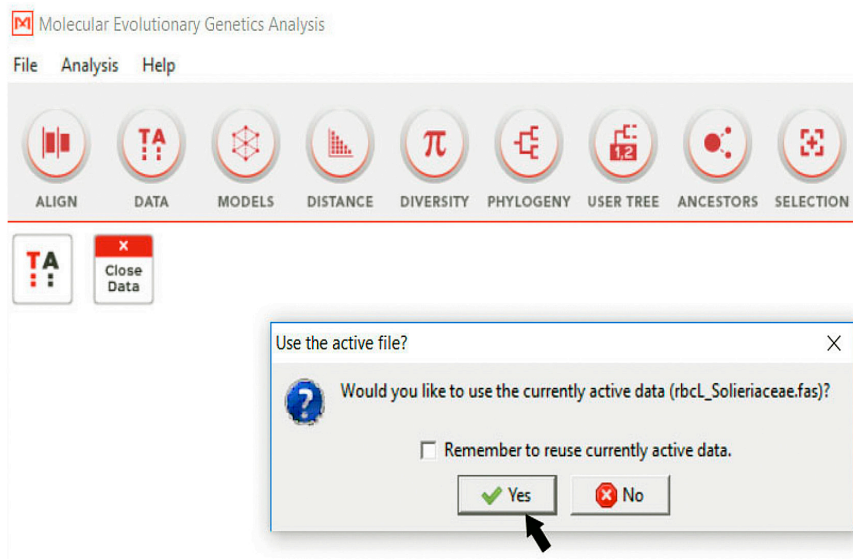 Molecular Evolutionary Genetics Analysis
File Analysis Help
TA π 1,2
ALIGN DATA MODELS DISTANCE DIVERSITY PHYLOGENY USER TREE ANCESTORS SELECTION
TA
X
Close
Data
Use the active file?
Would you like to use the currently active data (rbcL_Solieriaceae.fas)?
Remember to reuse currently active data.
Yes No